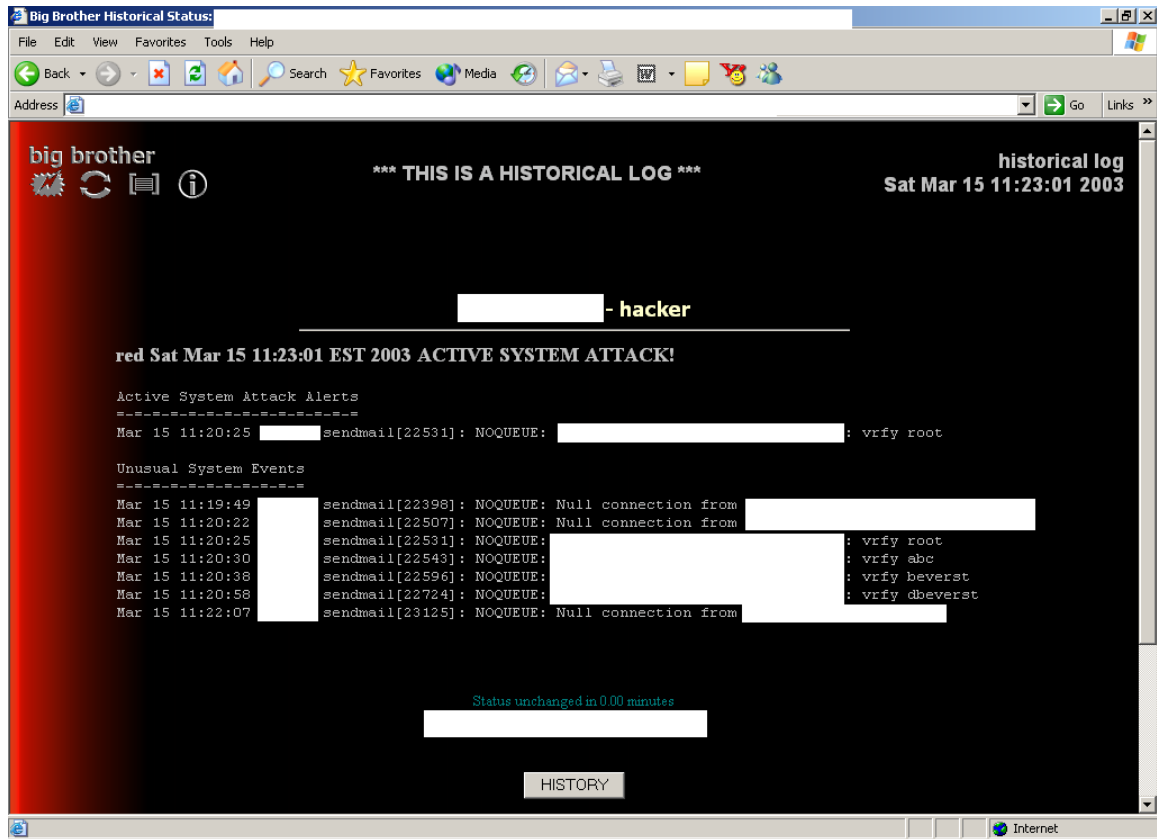 Big Brother Historical Status:
File Edit View Favorites Tools Help
Back Search Favorites Media
Address Go Links »
big brother
*** THIS IS A HISTORICAL LOG ***
historical log
Sat Mar 15 11:23:01 2003
- hacker
red Sat Mar 15 11:23:01 EST 2003 ACTIVE SYSTEM ATTACK!
Active System Attack Alerts
=-=-=-=-=-=-=-=-=-=-=-=-=-=
Mar 15 11:20:25 sendmail[22531]: NOQUEUE: : vrfy root
Unusual System Events
=-=-=-=-=-=-=-=-=-=-=
Mar 15 11:19:49 sendmail[22398]: NOQUEUE: Null connection from
Mar 15 11:20:22 sendmail[22507]: NOQUEUE: Null connection from
Mar 15 11:20:25 sendmail[22531]: NOQUEUE: : vrfy root
Mar 15 11:20:30 sendmail[22543]: NOQUEUE: : vrfy abc
Mar 15 11:20:38 sendmail[22596]: NOQUEUE: : vrfy beverst
Mar 15 11:20:58 sendmail[22724]: NOQUEUE: : vrfy dbeverst
Mar 15 11:22:07 sendmail[23125]: NOQUEUE: Null connection from
Status unchanged in 0.00 minutes
HISTORY
Internet